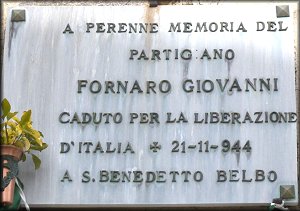 A PERENNE MEMORIA DEL
PARTIGIANO
FORNARO GIOVANNI
CADUTO PER LA LIBERAZIONE
D'ITALIA ✝ 21-11-944
A S. BENEDETTO BELBO